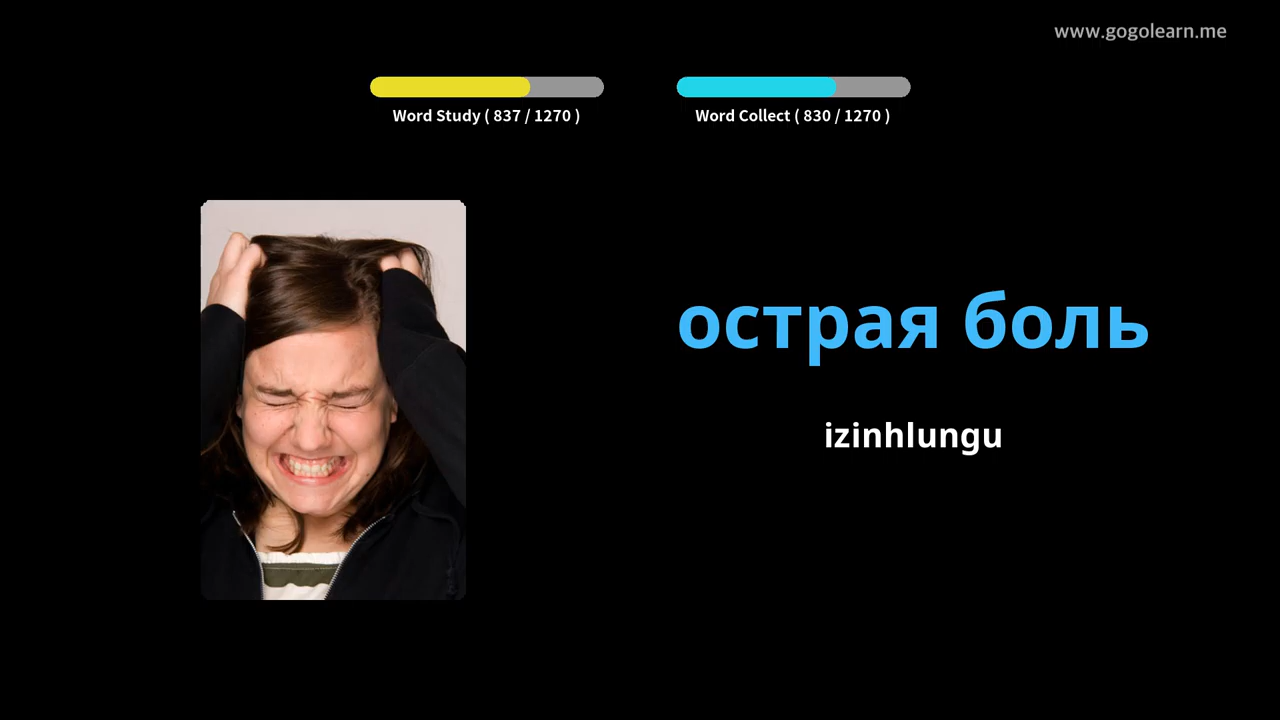 www.gogolearn.me
Word Study ( 837 / 1270 )
Word Collect ( 830 / 1270 )
острая боль
izinhlungu